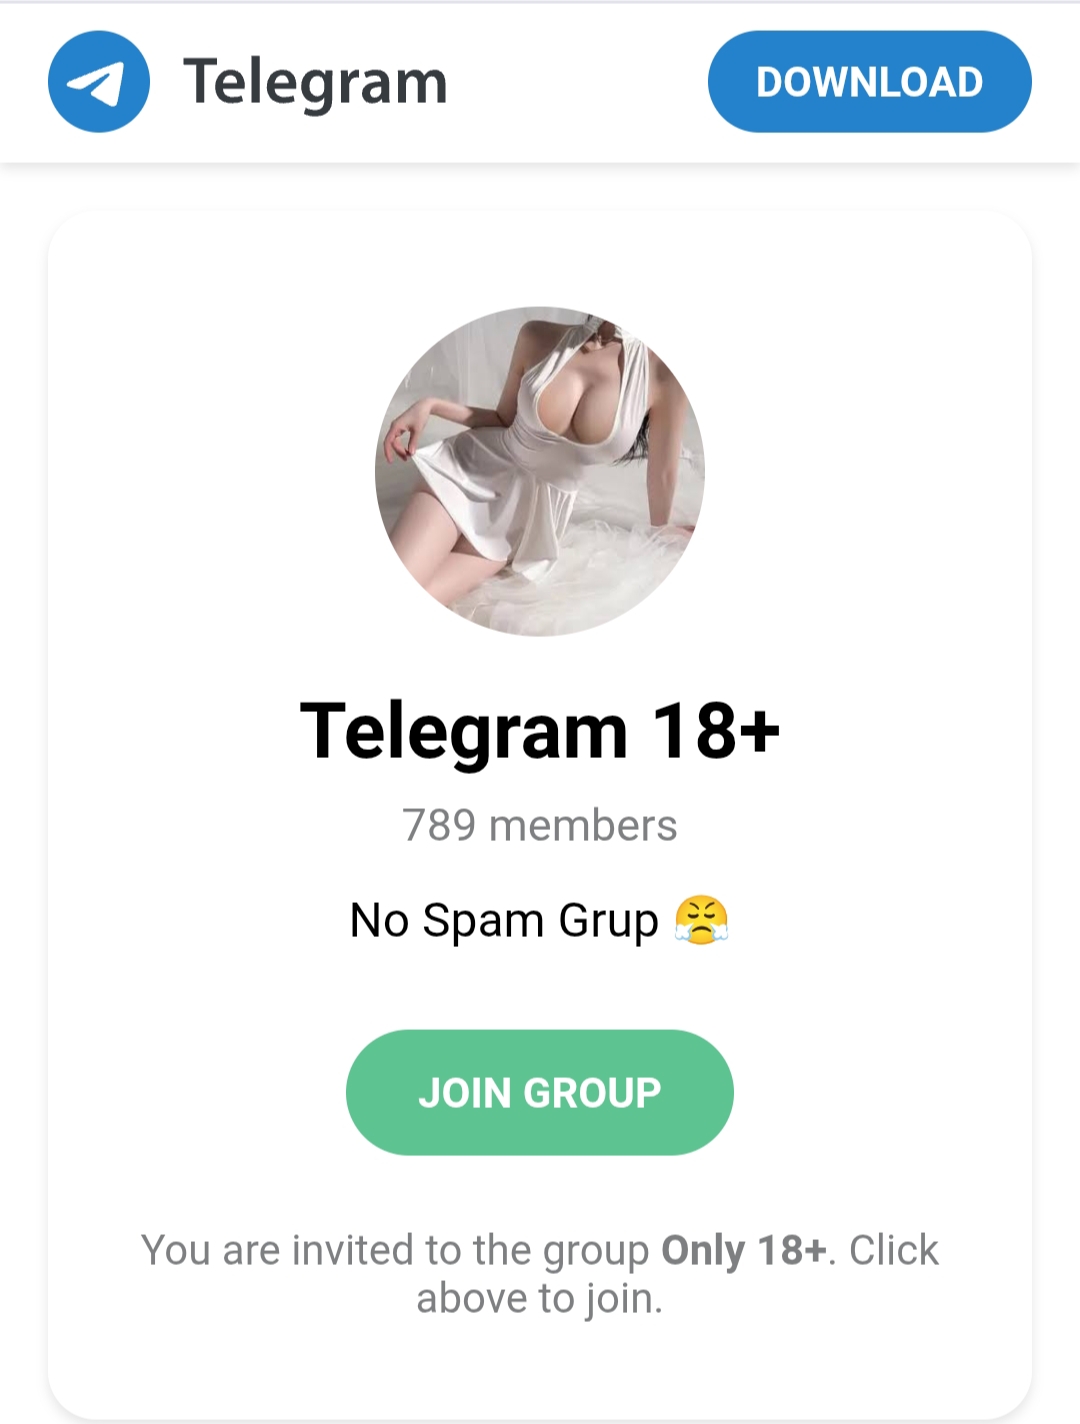 Telegram
DOWNLOAD
Telegram 18+
789 members
No Spam Grup 😤
JOIN GROUP
You are invited to the group Only 18+. Click
above to join.